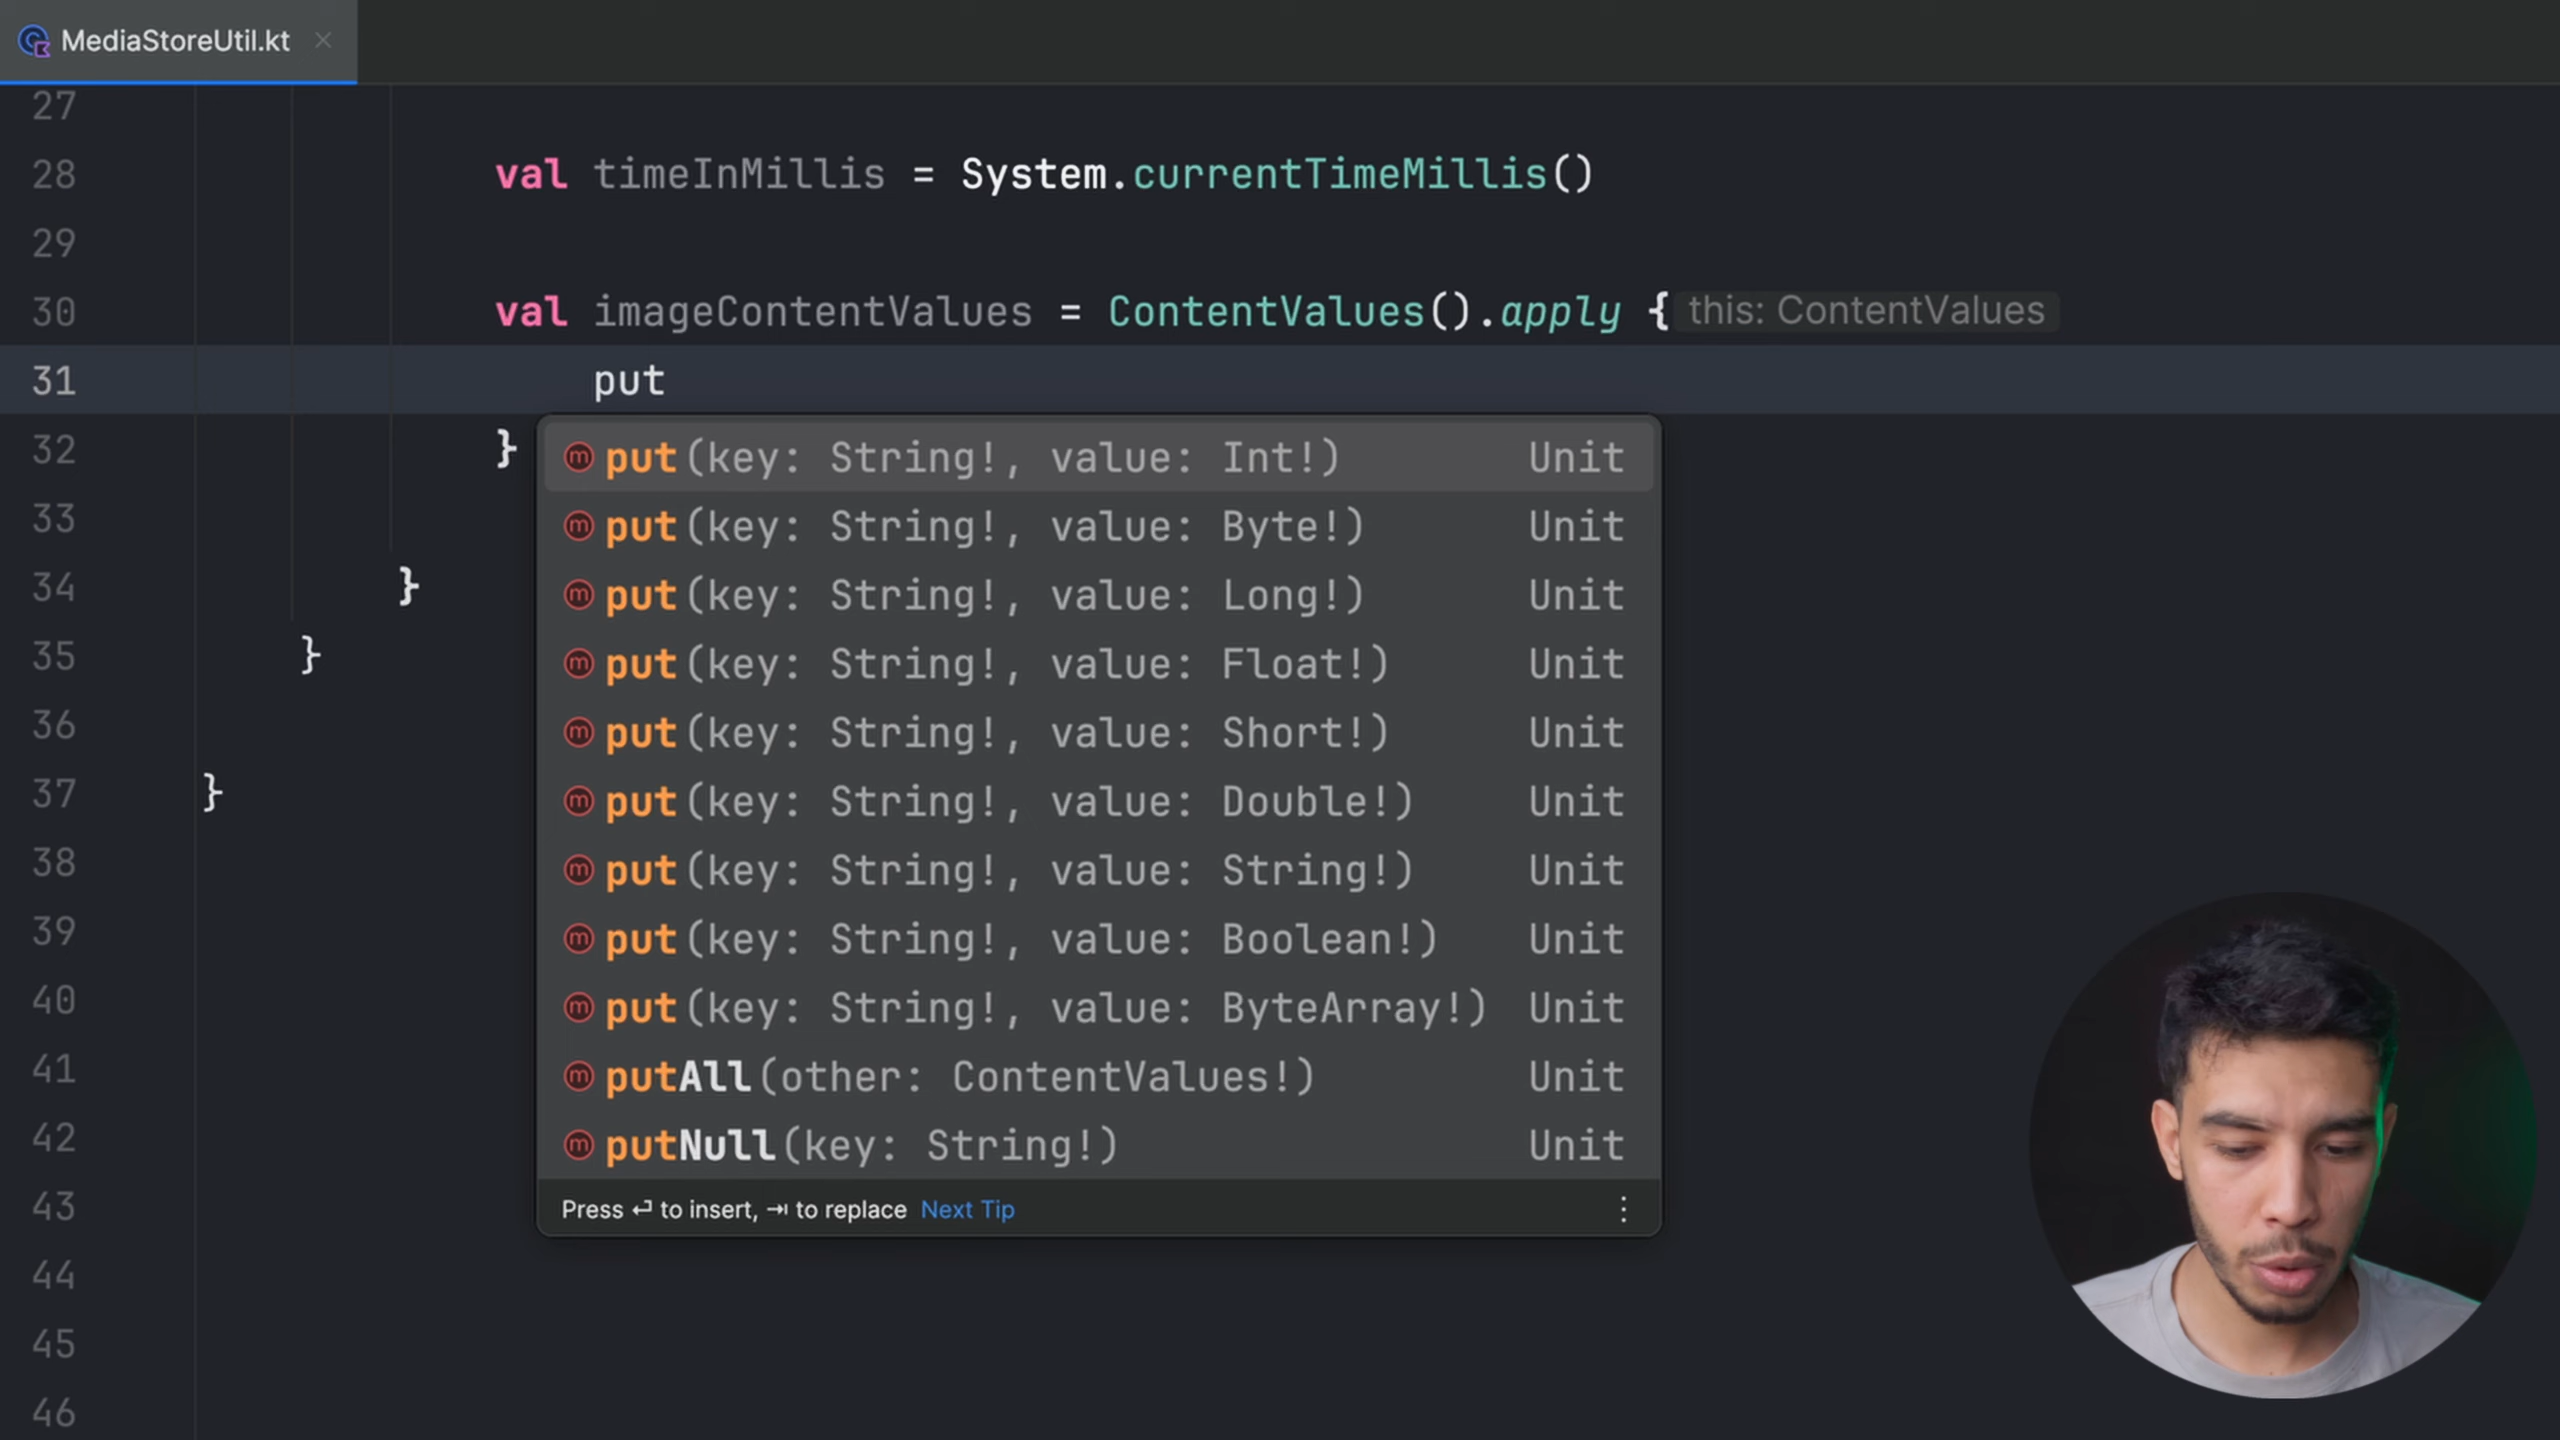 MediaStoreUtil.kt
27
28 val timeInMillis = System.currentTimeMillis()
29
30 val imageContentValues = ContentValues().apply { this: ContentValues
31 put
32 }
put(key: String!, value: Int!) Unit
put(key: String!, value: Byte!) Unit
put(key: String!, value: Long!) Unit
put(key: String!, value: Float!) Unit
put(key: String!, value: Short!) Unit
put(key: String!, value: Double!) Unit
put(key: String!, value: String!) Unit
put(key: String!, value: Boolean!) Unit
put(key: String!, value: ByteArray!) Unit
putAll(other: ContentValues!) Unit
putNull(key: String!) Unit
Press ⏎ to insert, ⇥ to replace Next Tip
33
34 }
35 }
36
37 }
38
39
40
41
42
43
44
45
46